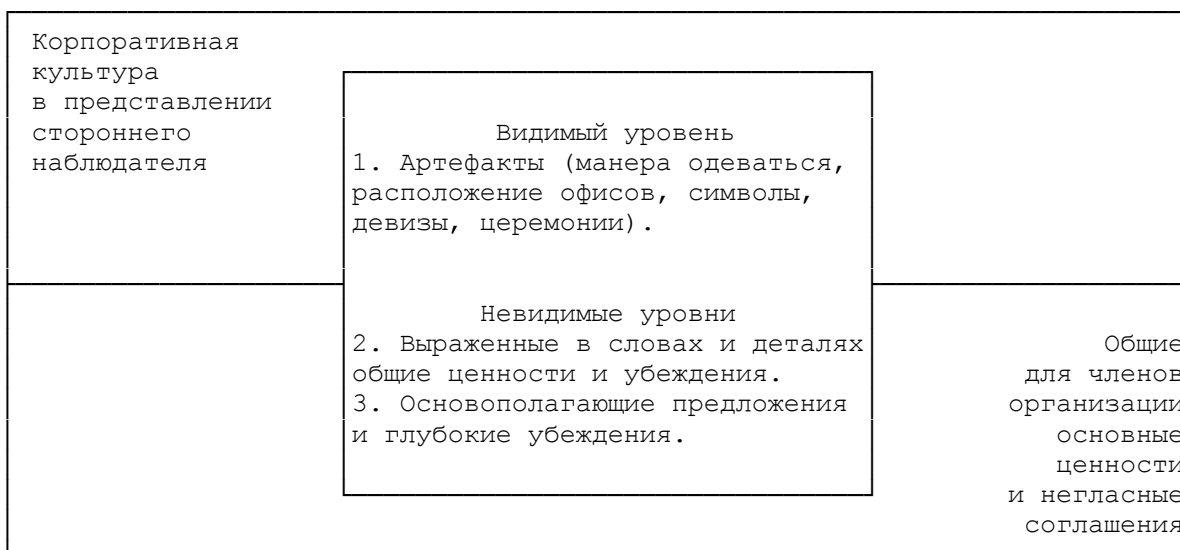 Корпоративная
культура
в представлении
стороннего
наблюдателя
Видимый уровень
1. Артефакты (манера одеваться,
расположение офисов, символы,
девизы, церемонии).
Невидимые уровни
2. Выраженные в словах и деталях
общие ценности и убеждения.
3. Основополагающие предложения
и глубокие убеждения.
Общие
для членов
организации
основные
ценности
и негласные
соглашения